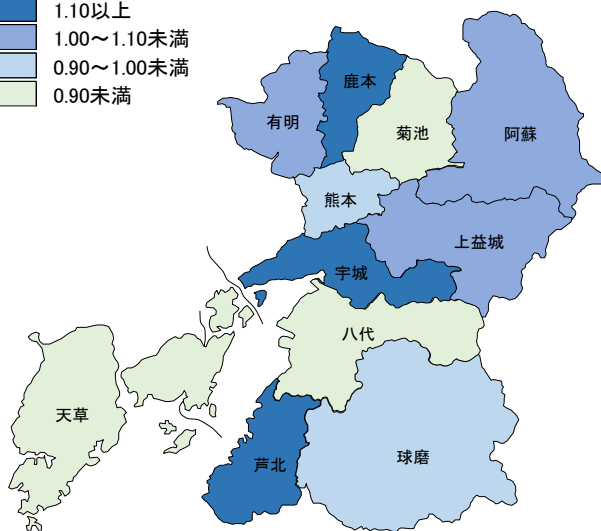 1.10以上
1.00～1.10未満
0.90～1.00未満
0.90未満
鹿本
有明
菊池
阿蘇
熊本
上益城
宇城
八代
天草
芦北
球磨